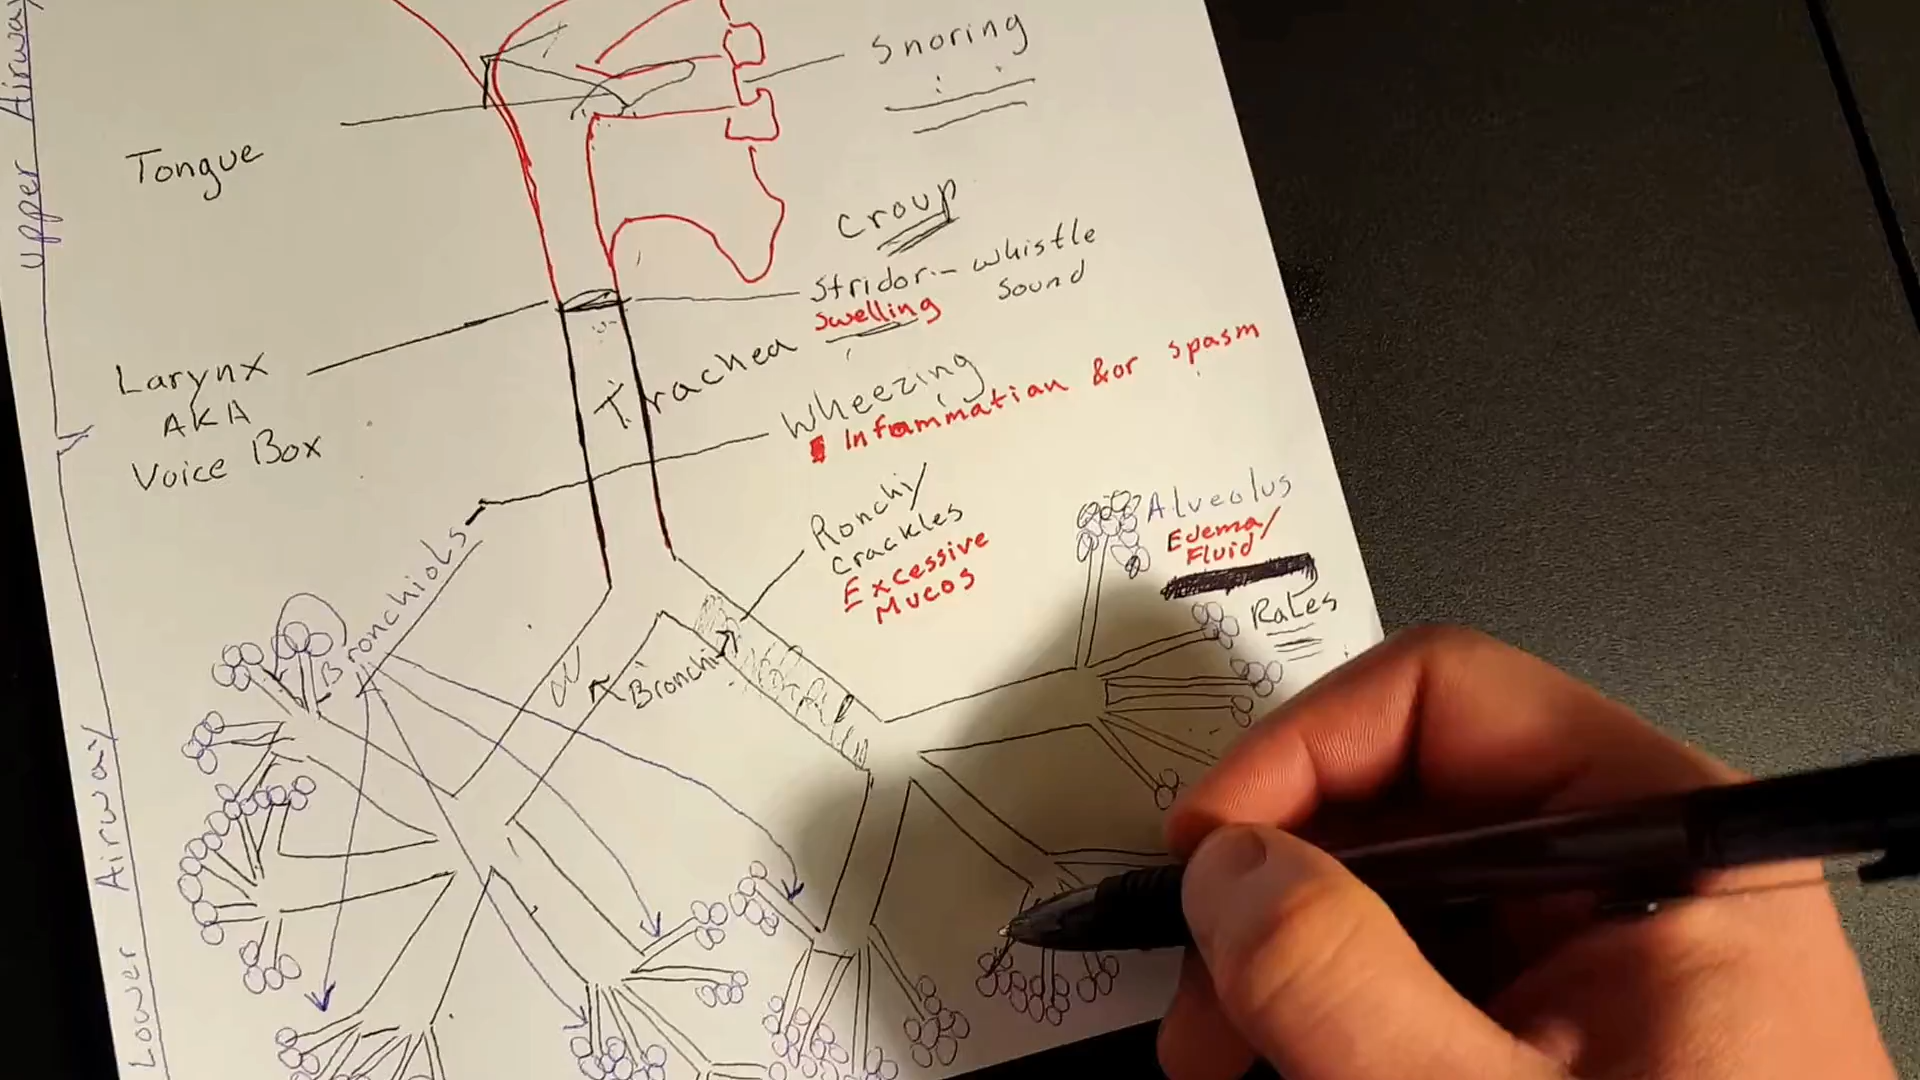 Upper Airway
Snoring
Tongue
Croup
Stridor-- whistle
sound
swelling
Larynx
AKA
Voice Box
Trachea
Wheezing
Infammatian &or spasm
Ronchi/
crackles
Excessive
Mucos
Alveolus
Edema/
Fluid
Rales
Bronchiols
Bronchi
Lower Airway